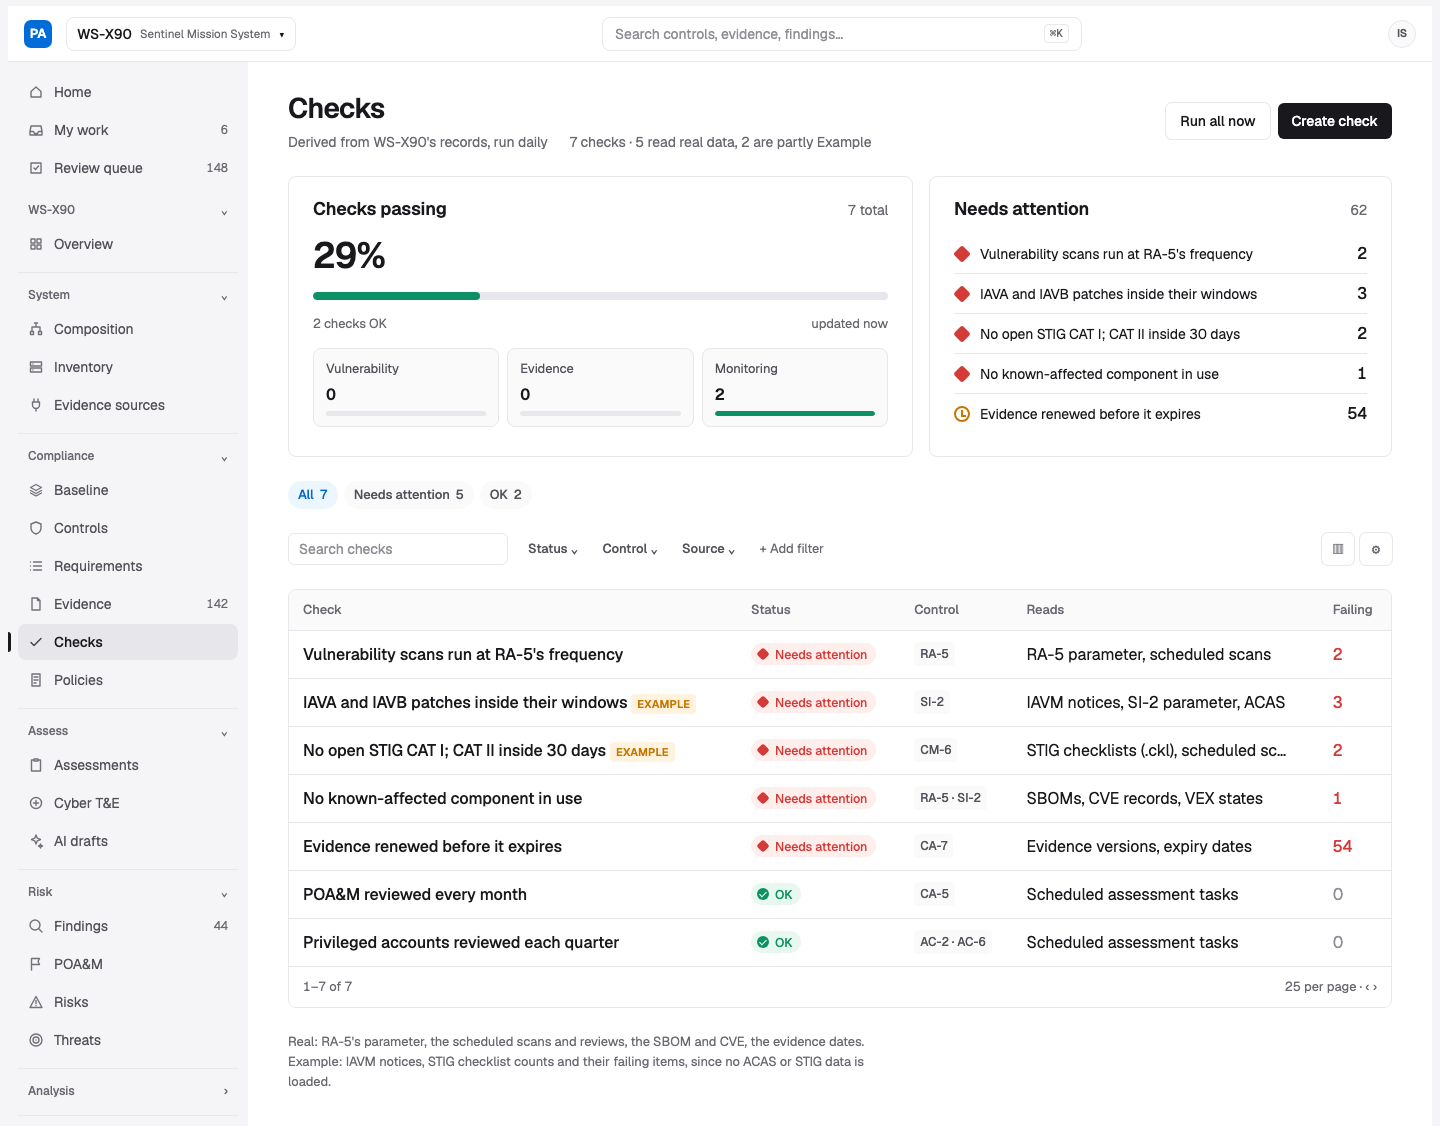 PA
WS-X90 Sentinel Mission System ▾
Search controls, evidence, findings… ⌘K
IS
Home
My work 6
Review queue 148
WS-X90
Overview
System
Composition
Inventory
Evidence sources
Compliance
Baseline
Controls
Requirements
Evidence 142
Checks
Policies
Assess
Assessments
Cyber T&E
AI drafts
Risk
Findings 44
POA&M
Risks
Threats
Analysis ›
Checks
Derived from WS-X90's records, run daily 7 checks · 5 read real data, 2 are partly Example
Run all now
Create check
Checks passing 7 total
29%
2 checks OK updated now
Vulnerability
0
Evidence
0
Monitoring
2
Needs attention 62
Vulnerability scans run at RA-5's frequency 2
IAVA and IAVB patches inside their windows 3
No open STIG CAT I; CAT II inside 30 days 2
No known-affected component in use 1
Evidence renewed before it expires 54
All 7 Needs attention 5 OK 2
Search checks Status Control Source + Add filter
Check Status Control Reads Failing
Vulnerability scans run at RA-5's frequency Needs attention RA-5 RA-5 parameter, scheduled scans 2
IAVA and IAVB patches inside their windows EXAMPLE Needs attention SI-2 IAVM notices, SI-2 parameter, ACAS 3
No open STIG CAT I; CAT II inside 30 days EXAMPLE Needs attention CM-6 STIG checklists (.ckl), scheduled sc… 2
No known-affected component in use Needs attention RA-5 · SI-2 SBOMs, CVE records, VEX states 1
Evidence renewed before it expires Needs attention CA-7 Evidence versions, expiry dates 54
POA&M reviewed every month OK CA-5 Scheduled assessment tasks 0
Privileged accounts reviewed each quarter OK AC-2 · AC-6 Scheduled assessment tasks 0
1–7 of 7 25 per page · ‹ ›
Real: RA-5's parameter, the scheduled scans and reviews, the SBOM and CVE, the evidence dates.
Example: IAVM notices, STIG checklist counts and their failing items, since no ACAS or STIG data is
loaded.